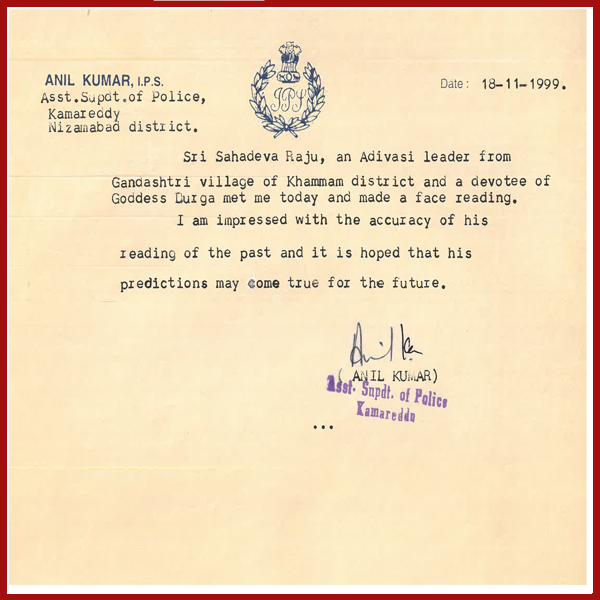 ANIL KUMAR, I.P.S.
Asst.Supdt.of Police,
Kamareddy
Nizamabad district.
IPS
Date: 18-11-1999.
Sri Sahadeva Raju, an Adivasi leader from
Gandashtri village of Khammam district and a devotee of
Goddess Durga met me today and made a face reading.
I am impressed with the accuracy of his
reading of the past and it is hoped that his
predictions may come true for the future.
Anil Ku
( ANIL KUMAR)
Asst. Supdt. of Police
Kamareddy
...